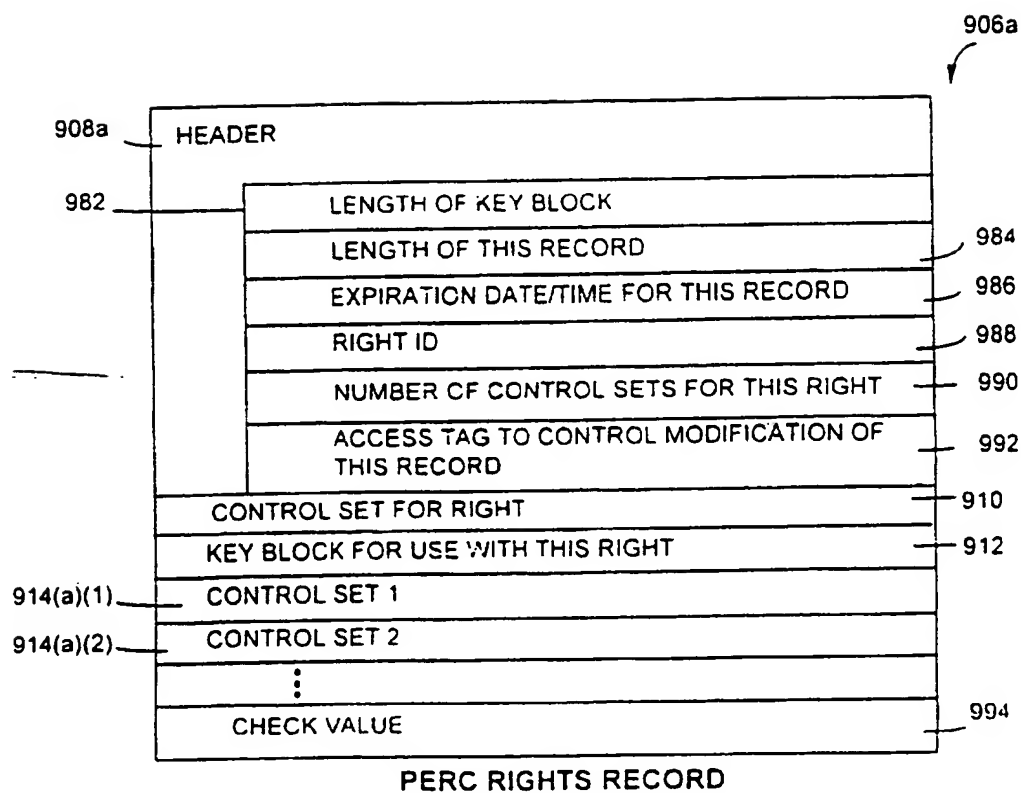 906a
908a
HEADER
982
LENGTH OF KEY BLOCK
LENGTH OF THIS RECORD
984
EXPIRATION DATE/TIME FOR THIS RECORD
986
RIGHT ID
988
NUMBER OF CONTROL SETS FOR THIS RIGHT
990
ACCESS TAG TO CONTROL MODIFICATION OF
THIS RECORD
992
CONTROL SET FOR RIGHT
910
KEY BLOCK FOR USE WITH THIS RIGHT
912
914(a)(1)
CONTROL SET 1
914(a)(2)
CONTROL SET 2
⋮
CHECK VALUE
994
PERC RIGHTS RECORD